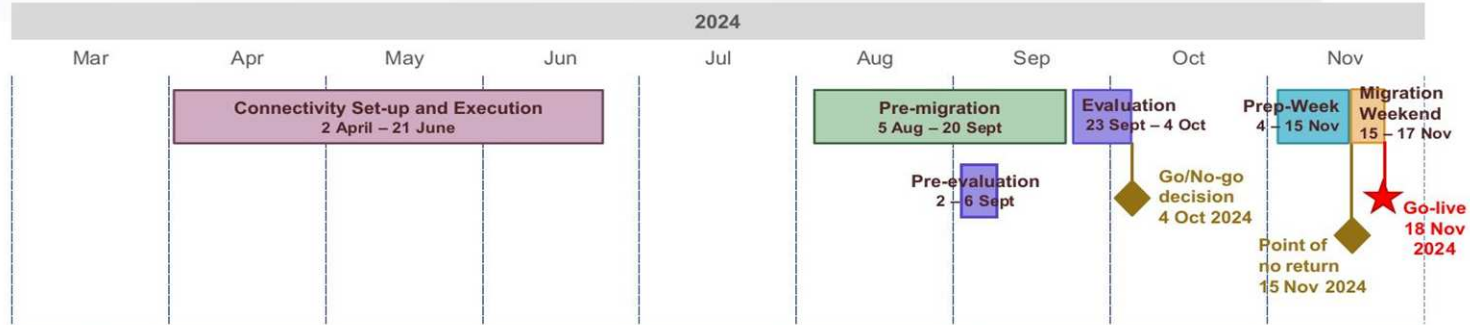 2024
Mar
Apr
May
Jun
Jul
Aug
Sep
Oct
Nov
Connectivity Set-up and Execution
2 April – 21 June
Pre-migration
5 Aug – 20 Sept
Evaluation
23 Sept – 4 Oct
Prep-Week
4 – 15 Nov
Migration
Weekend
15 – 17 Nov
Pre-evaluation
2 – 6 Sept
Go/No-go
decision
4 Oct 2024
Point of
no return
15 Nov 2024
Go-live
18 Nov
2024